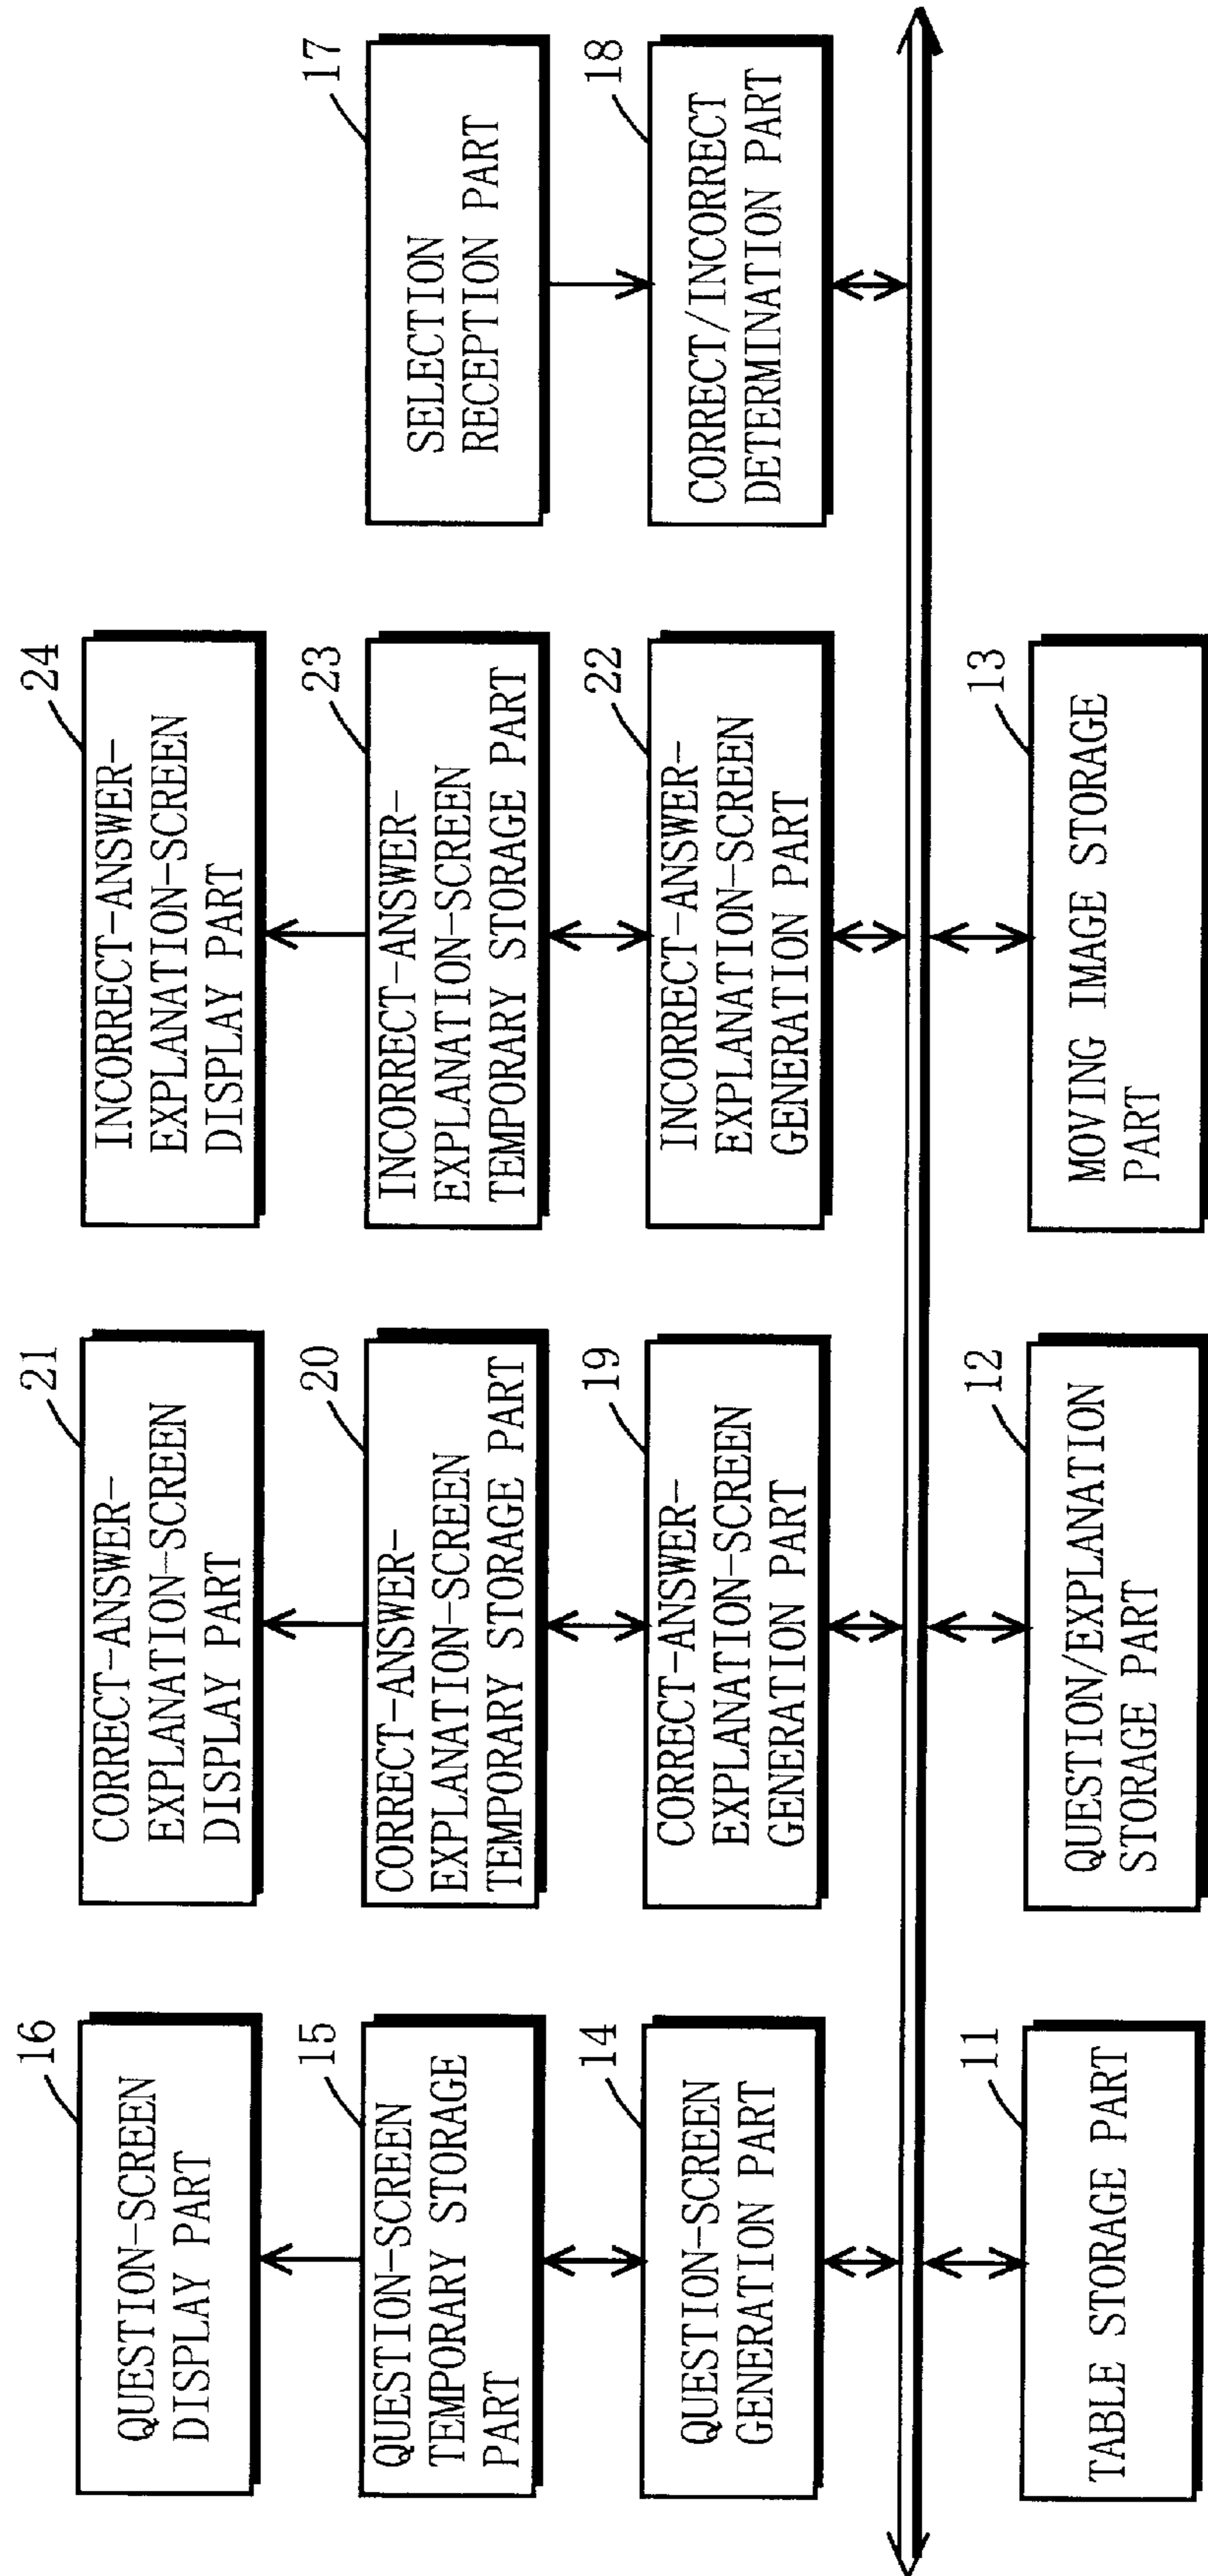 16
QUESTION-SCREEN
DISPLAY PART
21
CORRECT-ANSWER-
EXPLANATION-SCREEN
DISPLAY PART
24
INCORRECT-ANSWER-
EXPLANATION-SCREEN
DISPLAY PART
15
QUESTION-SCREEN
TEMPORARY STORAGE
PART
20
CORRECT-ANSWER-
EXPLANATION-SCREEN
TEMPORARY STORAGE PART
23
INCORRECT-ANSWER-
EXPLANATION-SCREEN
TEMPORARY STORAGE PART
17
SELECTION
RECEPTION PART
14
QUESTION-SCREEN
GENERATION PART
19
CORRECT-ANSWER-
EXPLANATION-SCREEN
GENERATION PART
22
INCORRECT-ANSWER-
EXPLANATION-SCREEN
GENERATION PART
18
CORRECT/INCORRECT
DETERMINATION PART
11
TABLE STORAGE PART
12
QUESTION/EXPLANATION
STORAGE PART
13
MOVING IMAGE STORAGE
PART